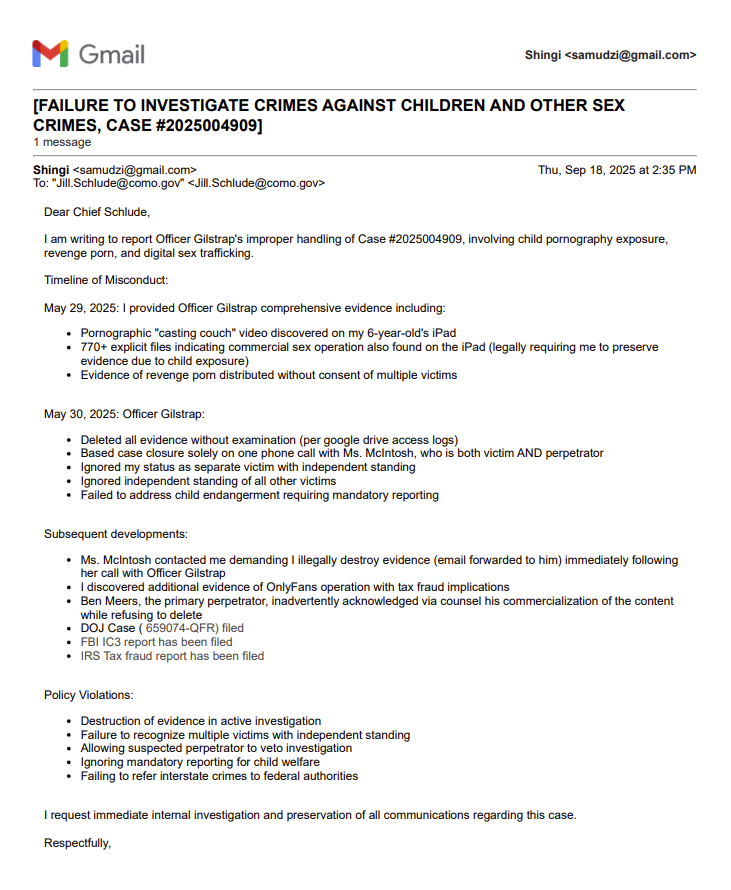 Gmail
Shingi <samudzi@gmail.com>
[FAILURE TO INVESTIGATE CRIMES AGAINST CHILDREN AND OTHER SEX
CRIMES, CASE #2025004909]
1 message
Shingi <samudzi@gmail.com>
Thu, Sep 18, 2025 at 2:35 PM
To: "Jill.Schlude@como.gov" <Jill.Schlude@como.gov>
Dear Chief Schlude,
I am writing to report Officer Gilstrap's improper handling of Case #2025004909, involving child pornography exposure,
revenge porn, and digital sex trafficking.
Timeline of Misconduct:
May 29, 2025: I provided Officer Gilstrap comprehensive evidence including:
• Pornographic "casting couch" video discovered on my 6-year-old's iPad
• 770+ explicit files indicating commercial sex operation also found on the iPad (legally requiring me to preserve
evidence due to child exposure)
• Evidence of revenge porn distributed without consent of multiple victims
May 30, 2025: Officer Gilstrap:
• Deleted all evidence without examination (per google drive access logs)
• Based case closure solely on one phone call with Ms. McIntosh, who is both victim AND perpetrator
• Ignored my status as separate victim with independent standing
• Ignored independent standing of all other victims
• Failed to address child endangerment requiring mandatory reporting
Subsequent developments:
• Ms. McIntosh contacted me demanding I illegally destroy evidence (email forwarded to him) immediately following
her call with Officer Gilstrap
• I discovered additional evidence of OnlyFans operation with tax fraud implications
• Ben Meers, the primary perpetrator, inadvertently acknowledged via counsel his commercialization of the content
while refusing to delete
• DOJ Case ( 659074-QFR) filed
• FBI IC3 report has been filed
• IRS Tax fraud report has been filed
Policy Violations:
• Destruction of evidence in active investigation
• Failure to recognize multiple victims with independent standing
• Allowing suspected perpetrator to veto investigation
• Ignoring mandatory reporting for child welfare
• Failing to refer interstate crimes to federal authorities
I request immediate internal investigation and preservation of all communications regarding this case.
Respectfully,